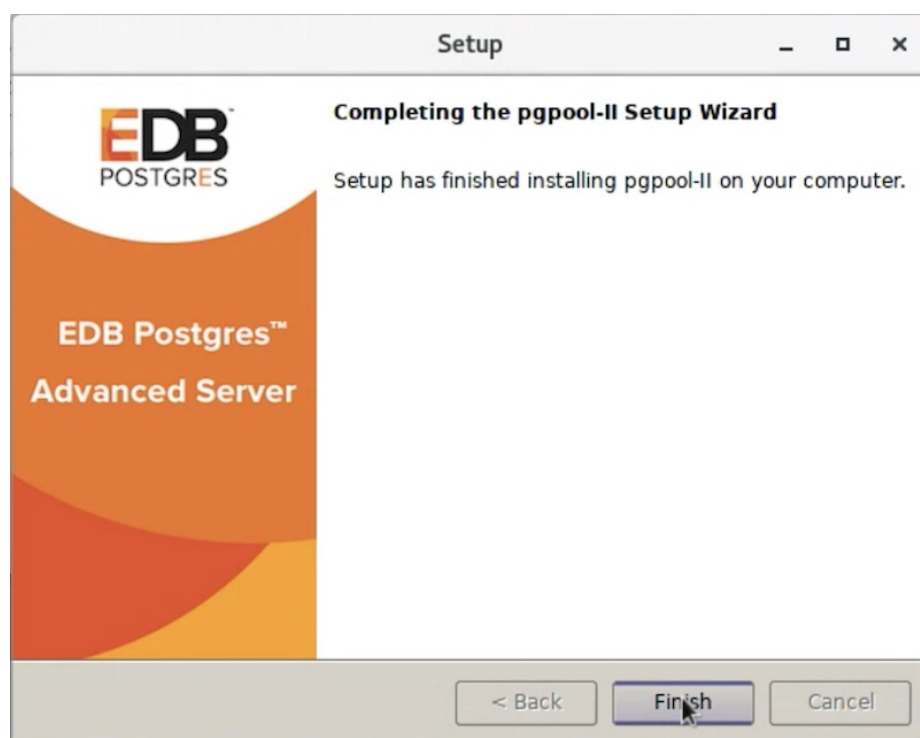 Setup
EDB™
POSTGRES
EDB Postgres™
Advanced Server
Completing the pgpool-II Setup Wizard
Setup has finished installing pgpool-II on your computer.
< Back
Finish
Cancel